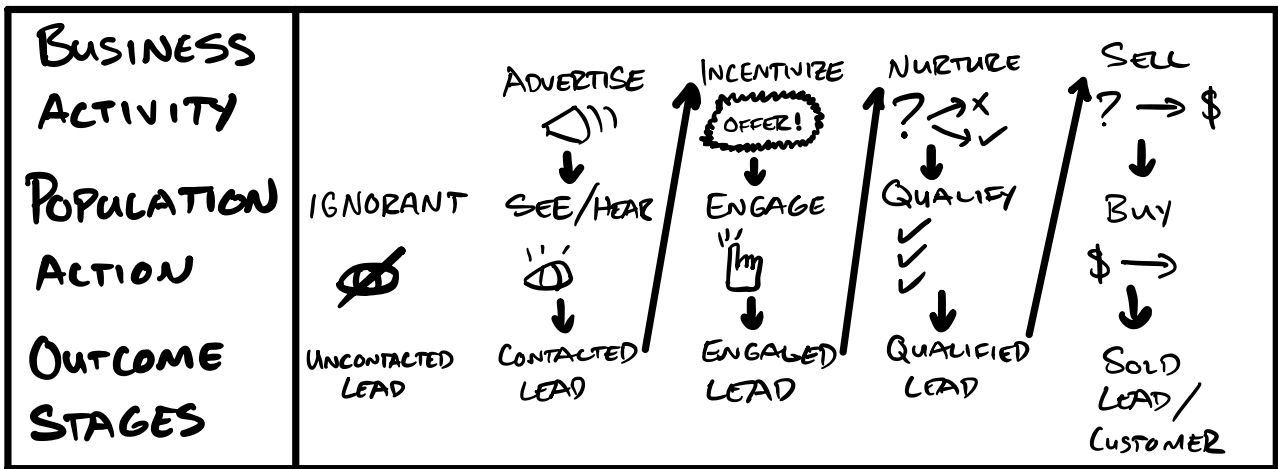 BUSINESS
ACTIVITY
ADVERTISE
INCENTIVIZE
OFFER!
NURTURE
?
SELL
? $
POPULATION
ACTION
IGNORANT
SEE/HEAR
ENGAGE
QUALIFY
BUY
$
OUTCOME
STAGES
UNCONTACTED
LEAD
CONTACTED
LEAD
ENGAGED
LEAD
QUALIFIED
LEAD
SOLD
LEAD/
CUSTOMER